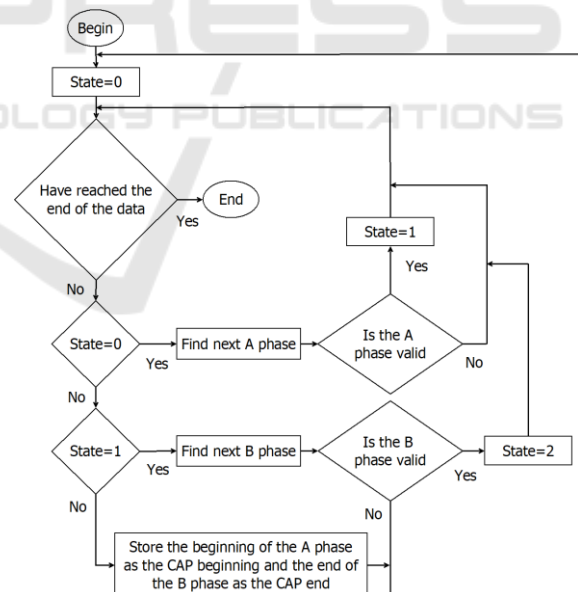 PRESS
Begin
State=0
OLOGY PUBLICATIONS
Have reached the
end of the data
End
Yes
State=1
Yes
No
State=0
Yes
Find next A phase
Is the A
phase valid
No
No
State=1
Yes
Find next B phase
Is the B
phase valid
Yes
State=2
No
No
Store the beginning of the A phase
as the CAP beginning and the end of
the B phase as the CAP end